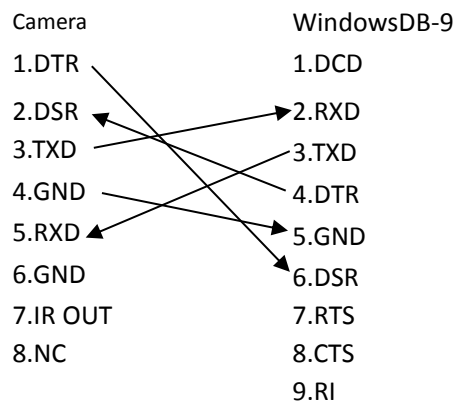 Camera
1.DTR
2.DSR
3.TXD
4.GND
5.RXD
6.GND
7.IR OUT
8.NC
WindowsDB-9
1.DCD
2.RXD
3.TXD
4.DTR
5.GND
6.DSR
7.RTS
8.CTS
9.RI